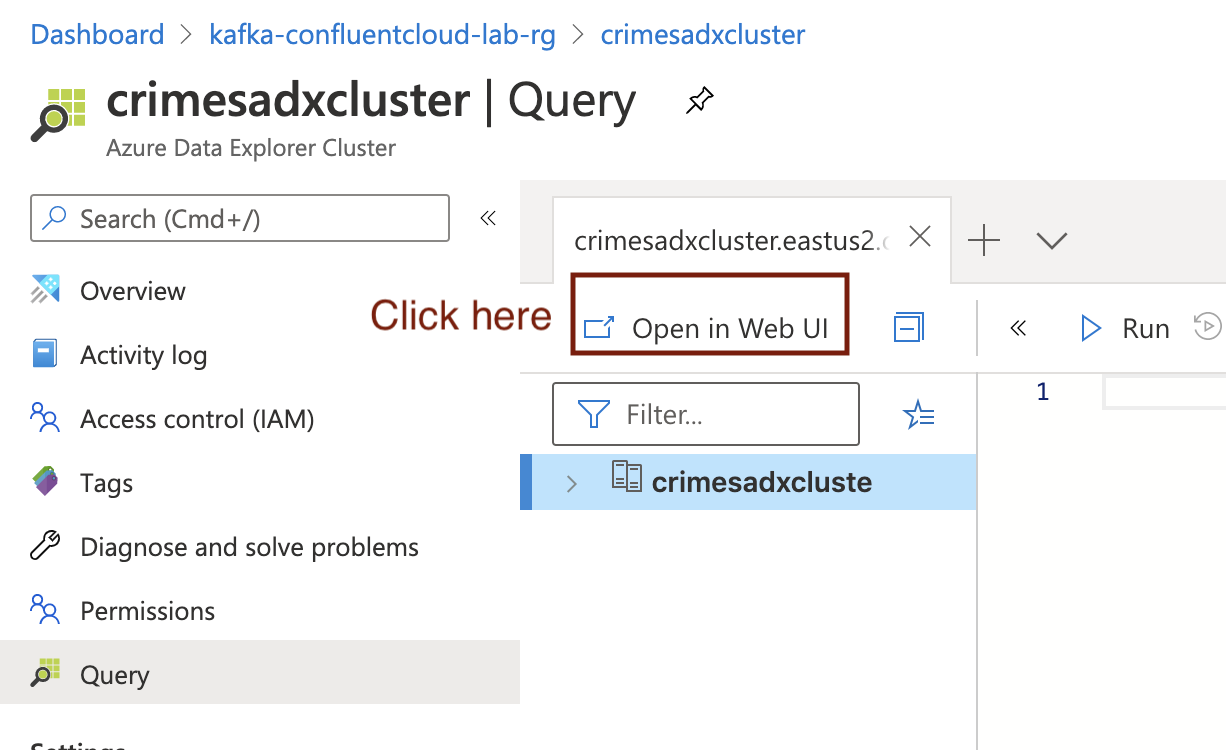 Dashboard > kafka-confluentcloud-lab-rg > crimesadxcluster
crimesadxcluster | Query
Azure Data Explorer Cluster
Search (Cmd+/)
«
Overview
Activity log
Access control (IAM)
Tags
Diagnose and solve problems
Permissions
Query
Settings
crimesadxcluster.eastus2.
Click here
Open in Web UI
«
Run
Filter...
1
crimesadxcluste